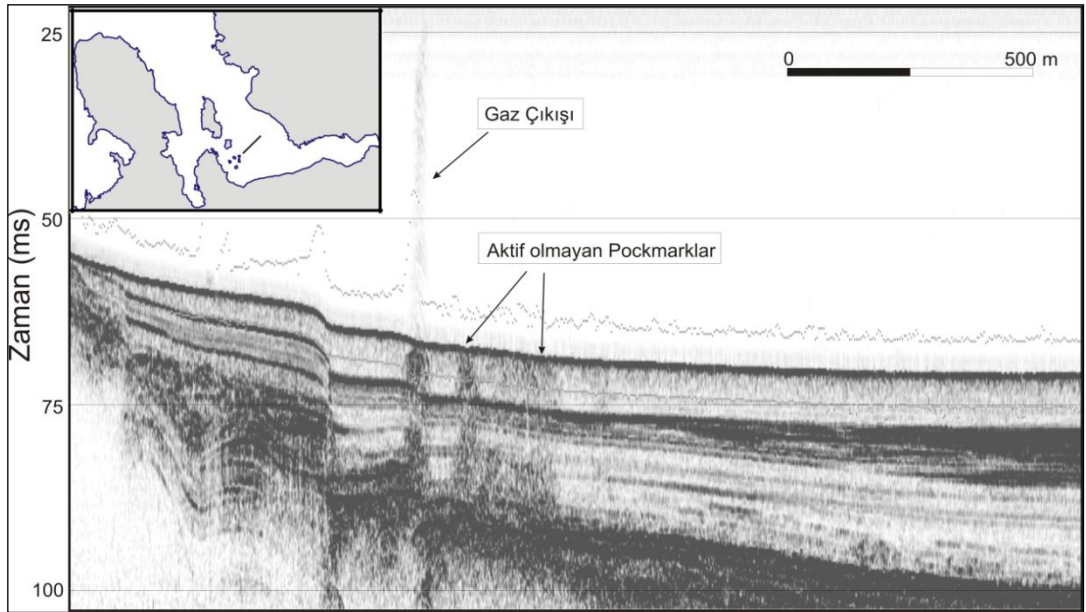 25
0
500 m
Gaz Çıkışı
50
Aktif olmayan Pockmarklar
Zaman (ms)
75
100